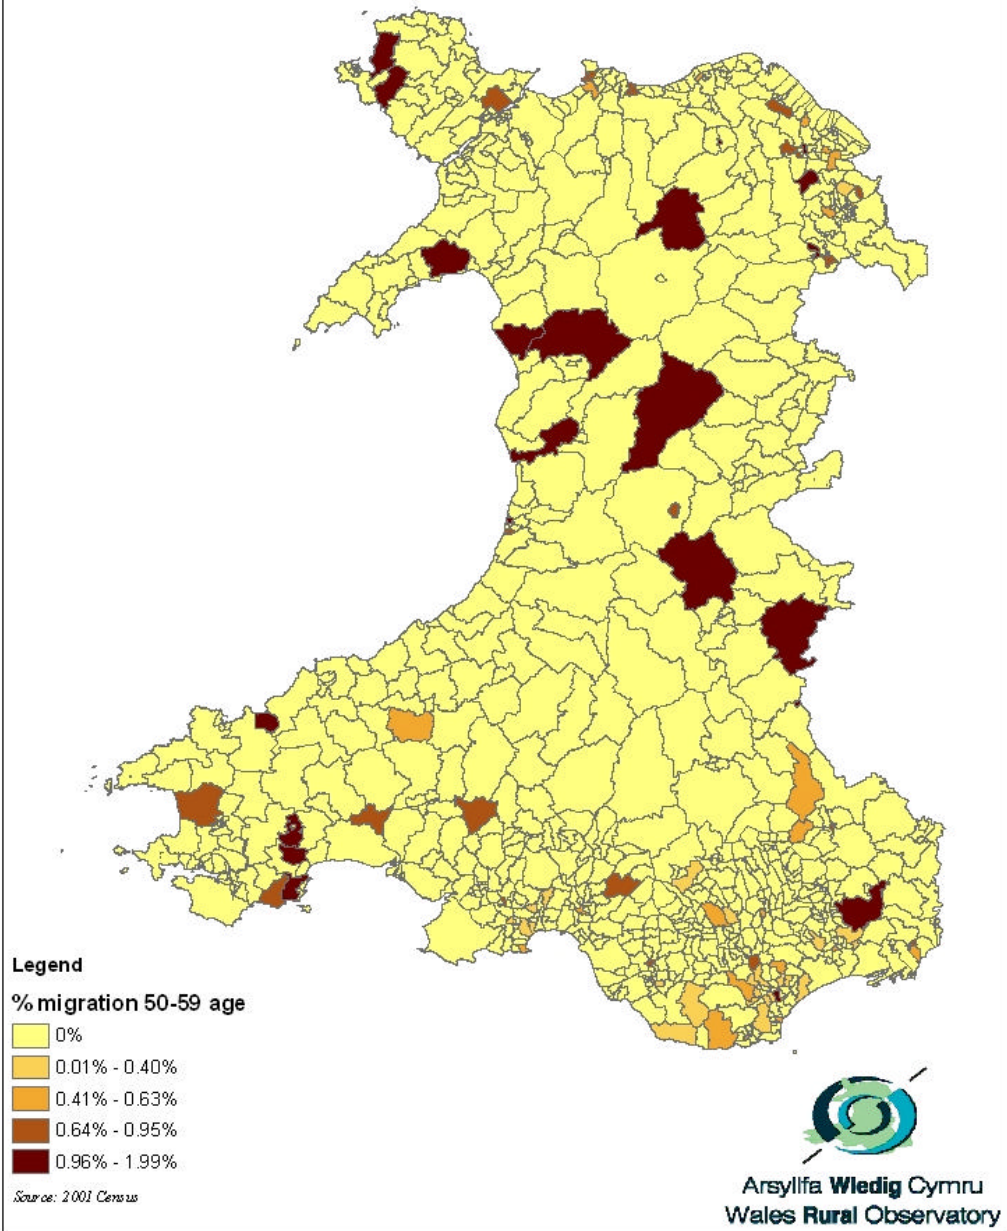 Legend
% migration 50-59 age
0%
0.01% - 0.40%
0.41% - 0.63%
0.64% - 0.95%
0.96% - 1.99%
Source: 2001 Census
Arsyllfa Wledig Cymru
Wales Rural Observatory